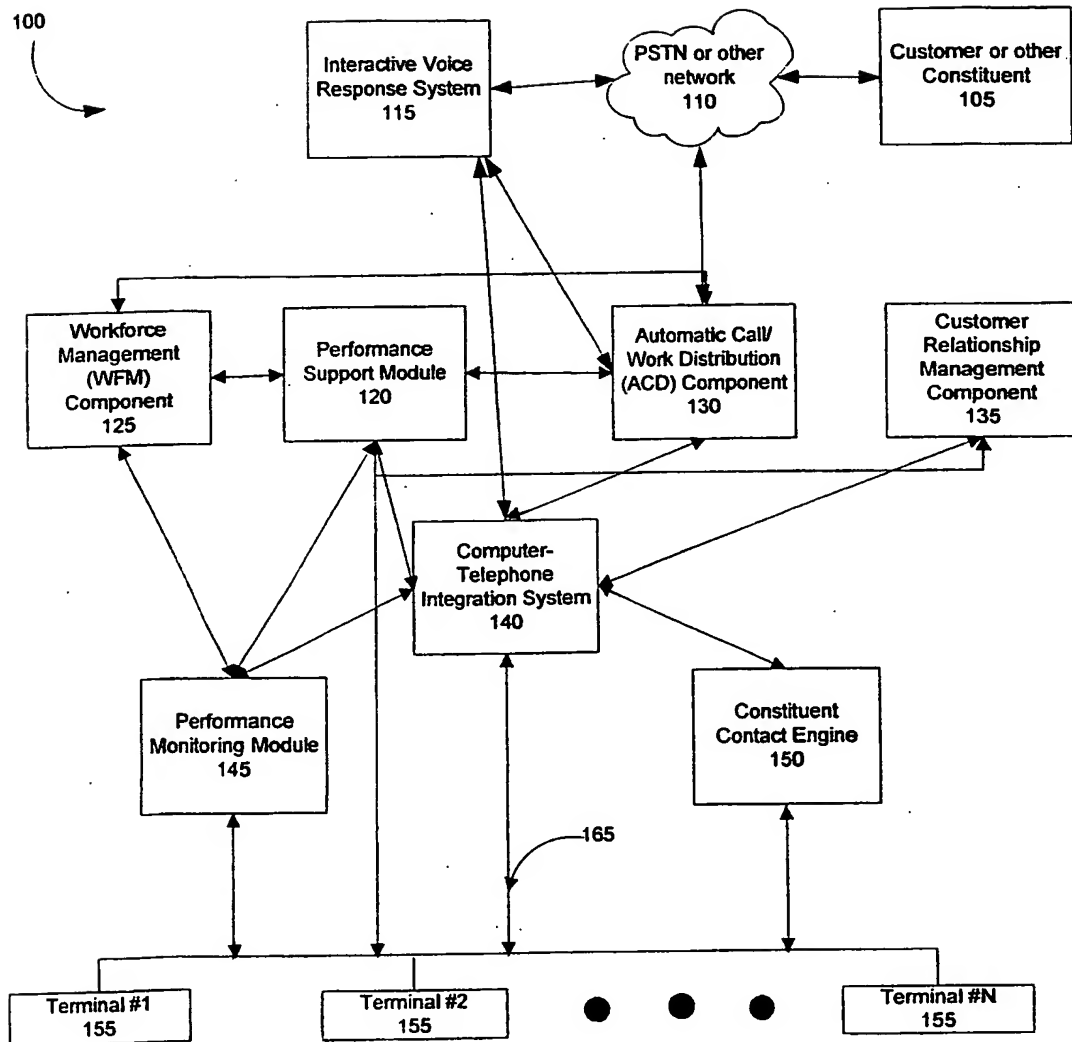 100
Interactive Voice
Response System
115
PSTN or other
network
110
Customer or other
Constituent
105
Workforce
Management
(WFM)
Component
125
Performance
Support Module
120
Automatic Call/
Work Distribution
(ACD) Component
130
Customer
Relationship
Management
Component
135
Computer-
Telephone
Integration System
140
Performance
Monitoring Module
145
Constituent
Contact Engine
150
165
Terminal #1
155
Terminal #2
155
Terminal #N
155